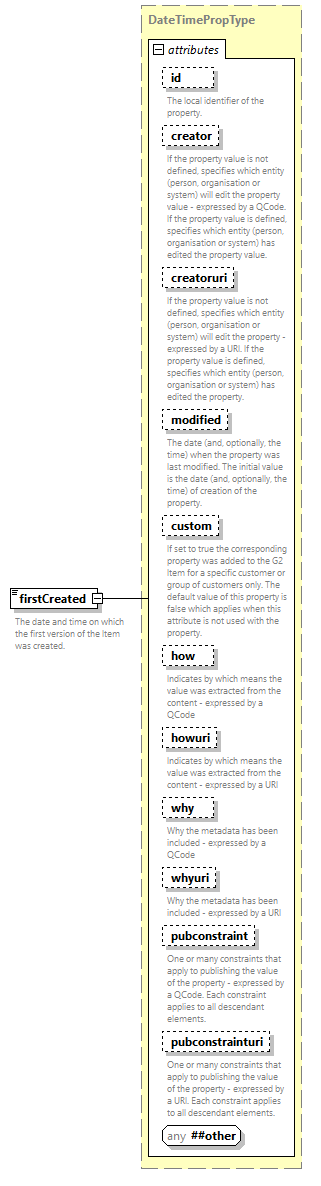 DateTimePropType
attributes
id
The local identifier of the
property.
creator
If the property value is not
defined, specifies which entity
(person, organisation or
system) will edit the property
value - expressed by a QCode.
If the property value is defined,
specifies which entity (person,
organisation or system) has
edited the property value.
creatoruri
If the property value is not
defined, specifies which entity
(person, organisation or
system) will edit the property -
expressed by a URI. If the
property value is defined,
specifies which entity (person,
organisation or system) has
edited the property.
modified
The date (and, optionally, the
time) when the property was
last modified. The initial value
is the date (and, optionally, the
time) of creation of the
property.
custom
If set to true the corresponding
property was added to the G2
Item for a specific customer or
group of customers only. The
default value of this property is
false which applies when this
attribute is not used with the
property.
firstCreated
The date and time on which
the first version of the Item
was created.
how
Indicates by which means the
value was extracted from the
content - expressed by a
QCode
howuri
Indicates by which means the
value was extracted from the
content - expressed by a URI
why
Why the metadata has been
included - expressed by a
QCode
whyuri
Why the metadata has been
included - expressed by a URI
pubconstraint
One or many constraints that
apply to publishing the value
of the property - expressed by
a QCode. Each constraint
applies to all descendant
elements.
pubconstrainturi
One or many constraints that
apply to publishing the value
of the property - expressed by
a URI. Each constraint applies
to all descendant elements.
any ##other